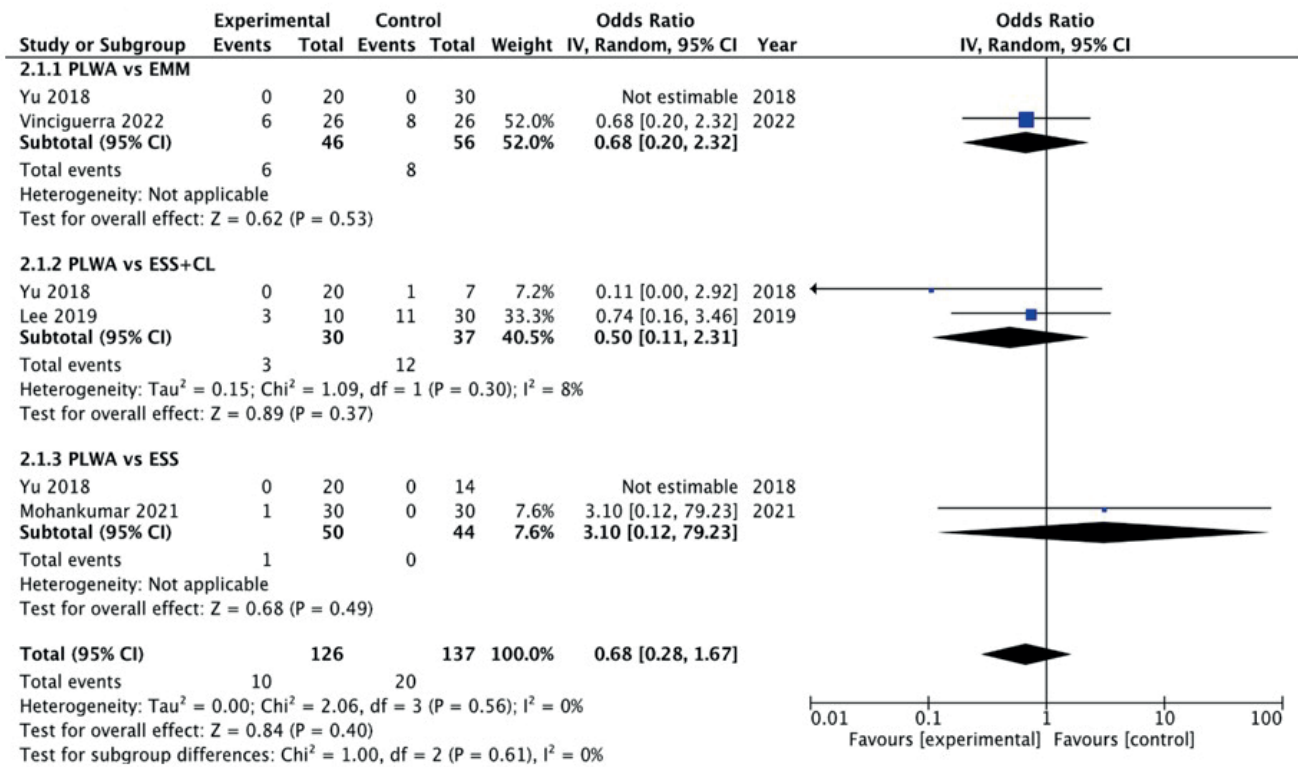 Experimental Control Odds Ratio Odds Ratio
Study or Subgroup Events Total Events Total Weight IV, Random, 95% CI Year IV, Random, 95% CI
2.1.1 PLWA vs EMM
Yu 2018 0 20 0 30 Not estimable 2018
Vinciguerra 2022 6 26 8 26 52.0% 0.68 [0.20, 2.32] 2022
Subtotal (95% CI) 46 56 52.0% 0.68 [0.20, 2.32]
Total events 6 8
Heterogeneity: Not applicable
Test for overall effect: Z = 0.62 (P = 0.53)
2.1.2 PLWA vs ESS+CL
Yu 2018 0 20 1 7 7.2% 0.11 [0.00, 2.92] 2018
Lee 2019 3 10 11 30 33.3% 0.74 [0.16, 3.46] 2019
Subtotal (95% CI) 30 37 40.5% 0.50 [0.11, 2.31]
Total events 3 12
Heterogeneity: Tau² = 0.15; Chi² = 1.09, df = 1 (P = 0.30); I² = 8%
Test for overall effect: Z = 0.89 (P = 0.37)
2.1.3 PLWA vs ESS
Yu 2018 0 20 0 14 Not estimable 2018
Mohankumar 2021 1 30 0 30 7.6% 3.10 [0.12, 79.23] 2021
Subtotal (95% CI) 50 44 7.6% 3.10 [0.12, 79.23]
Total events 1 0
Heterogeneity: Not applicable
Test for overall effect: Z = 0.68 (P = 0.49)
Total (95% CI) 126 137 100.0% 0.68 [0.28, 1.67]
Total events 10 20
Heterogeneity: Tau² = 0.00; Chi² = 2.06, df = 3 (P = 0.56); I² = 0%
Test for overall effect: Z = 0.84 (P = 0.40)
Test for subgroup differences: Chi² = 1.00, df = 2 (P = 0.61), I² = 0%
0.01 0.1 1 10 100
Favours [experimental] Favours [control]